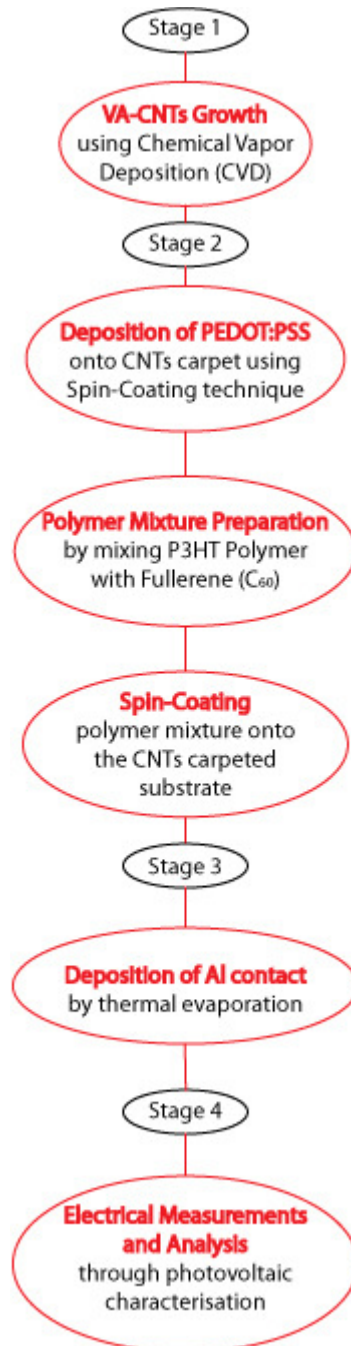 Stage 1
VA-CNTs Growth
using Chemical Vapor
Deposition (CVD)
Stage 2
Deposition of PEDOT:PSS
onto CNTs carpet using
Spin-Coating technique
Polymer Mixture Preparation
by mixing P3HT Polymer
with Fullerene (C₆₀)
Spin-Coating
polymer mixture onto
the CNTs carpeted
substrate
Stage 3
Deposition of Al contact
by thermal evaporation
Stage 4
Electrical Measurements
and Analysis
through photovoltaic
characterisation